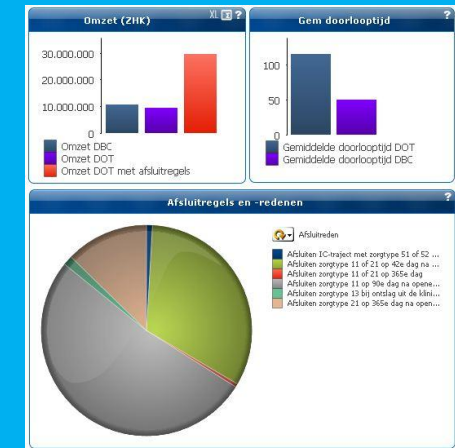 Omzet (ZHK)
XL ?
30.000.000
20.000.000
10.000.000
0
Omzet DBC
Omzet DOT
Omzet DOT met afsluitregels
Gem doorlooptijd
?
100
50
0
Gemiddelde doorlooptijd DOT
Gemiddelde doorlooptijd DBC
Afsluitregels en -redenen
?
Afsluitreden
Afsluiten IC-traject met zorgtype 51 of 52 ...
Afsluiten zorgtype 11 of 21 op 42e dag na ...
Afsluiten zorgtype 11 of 21 op 365e dag
Afsluiten zorgtype 11 op 90e dag na opene...
Afsluiten zorgtype 13 bij ontslag uit de klini...
Afsluiten zorgtype 21 op 365e dag na open...